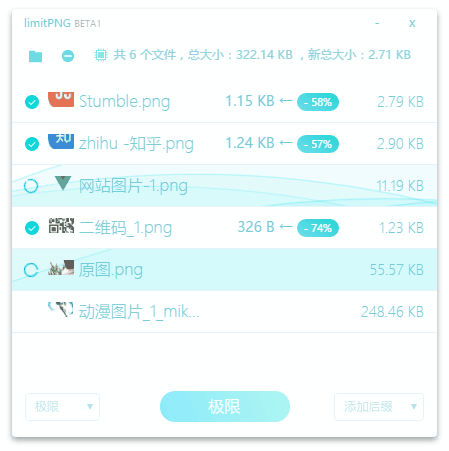 limitPNG BETA1 - x
共 6 个文件，总大小：322.14 KB ，新总大小：2.71 KB
Stumble.png 1.15 KB ← - 58% 2.79 KB
zhihu -知乎.png 1.24 KB ← - 57% 2.90 KB
网站图片-1.png 11.19 KB
二维码_1.png 326 B ← - 74% 1.23 KB
原图.png 55.57 KB
动漫图片_1_mik... 248.46 KB
极限 极限 添加后缀